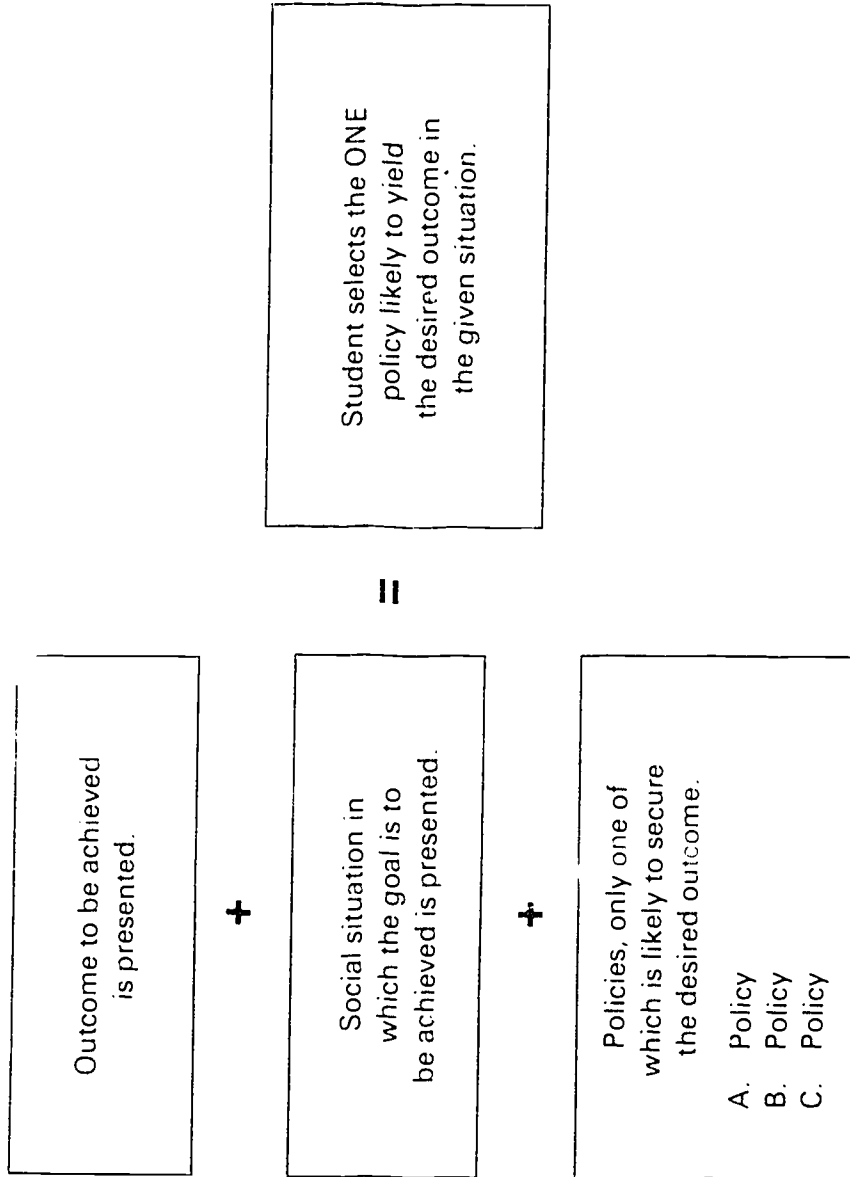 Outcome to be achieved
is presented.
+
Social situation in
which the goal is to
be achieved is presented.
+
Policies, only one of
which is likely to secure
the desired outcome.
A. Policy
B. Policy
C. Policy
=
Student selects the ONE
policy likely to yield
the desired outcome in
the given situation.